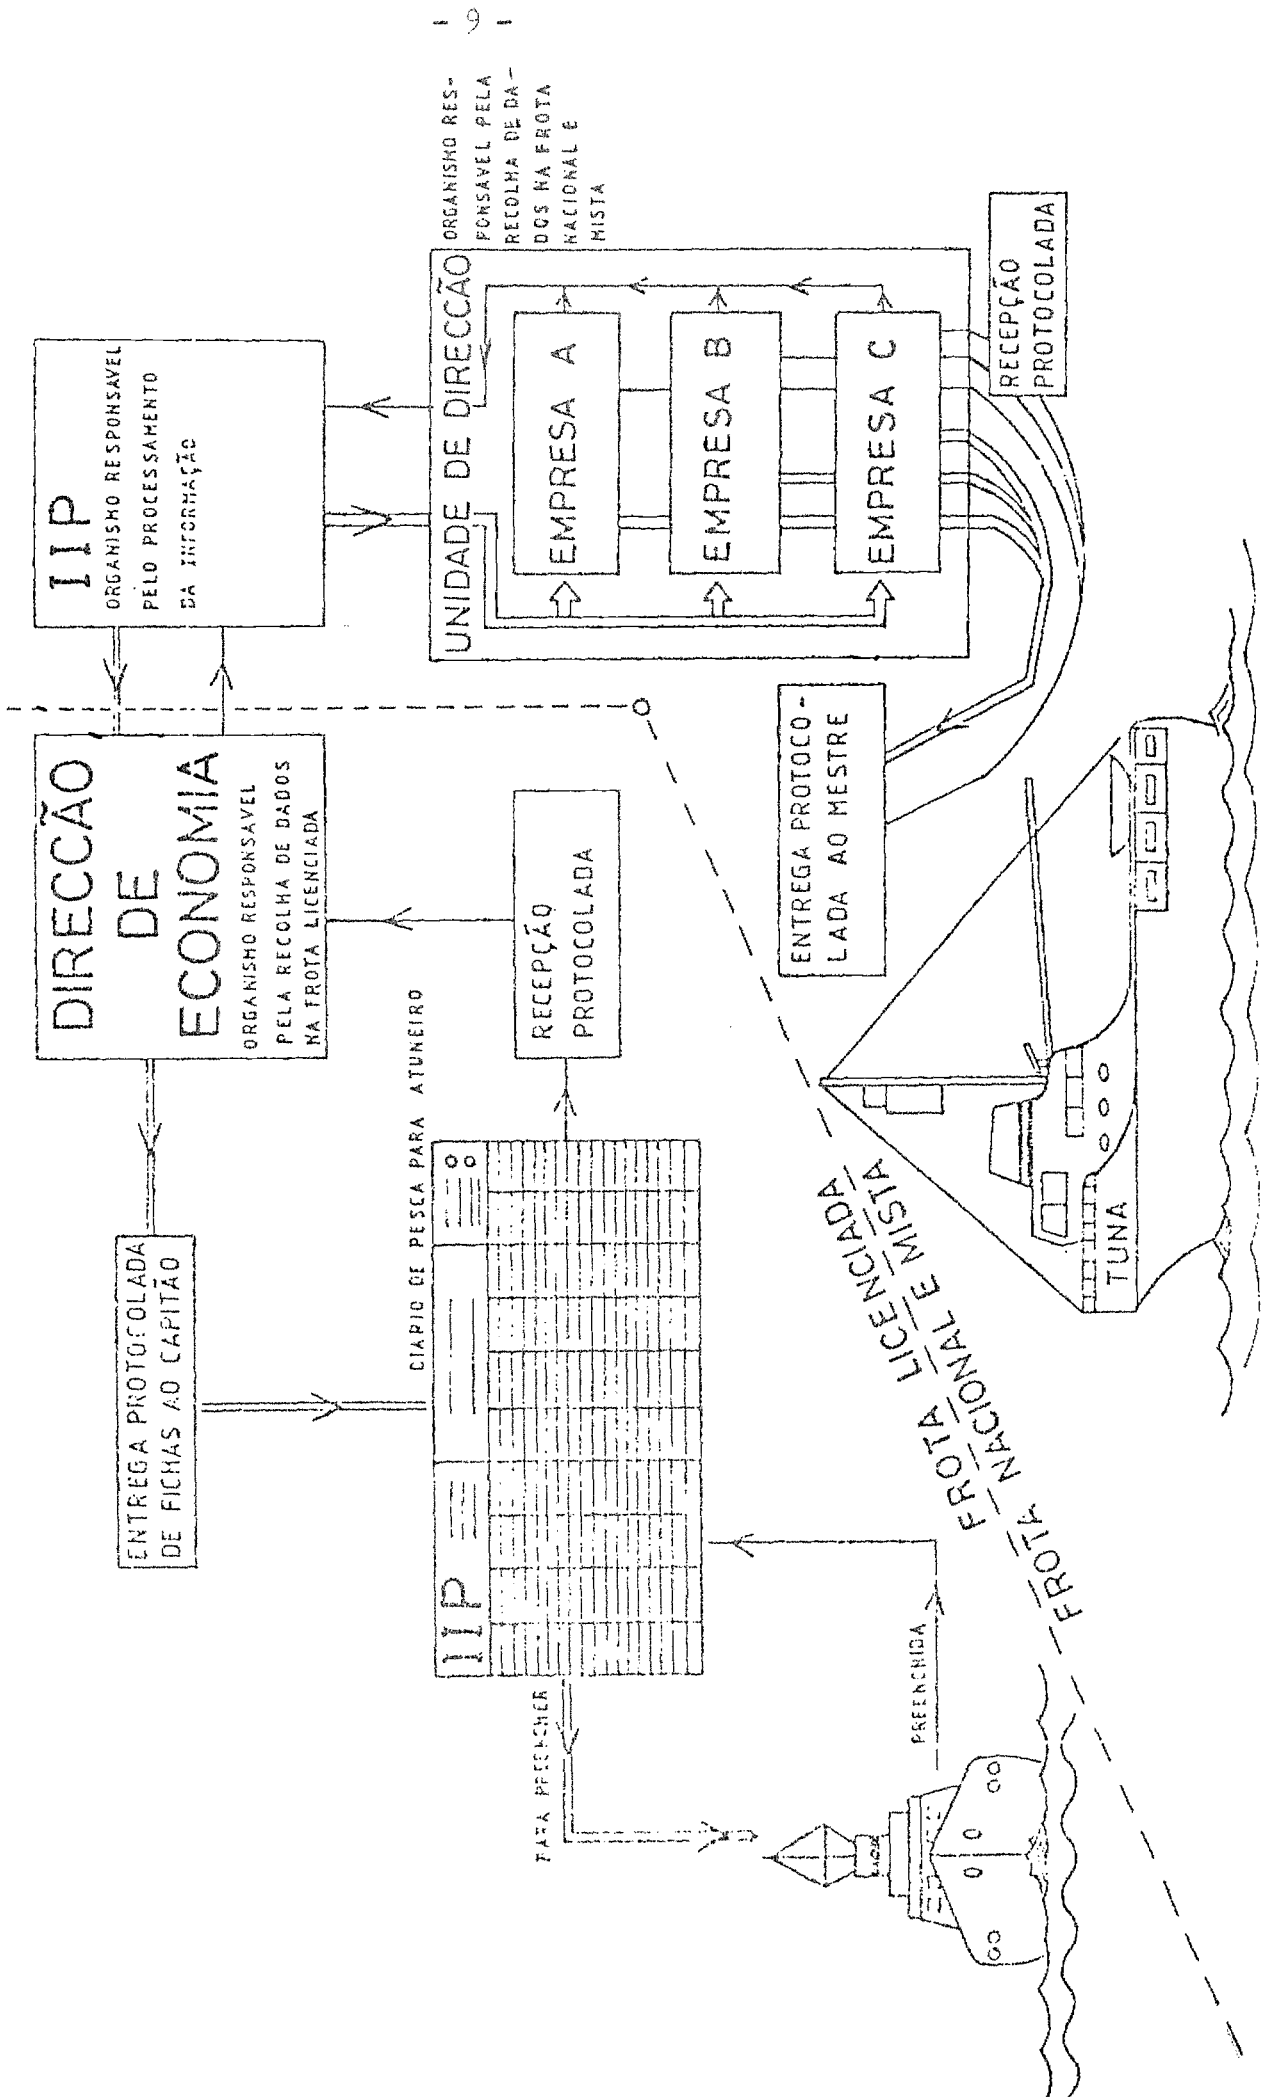 - 9 -
IIP
ORGANISMO RESPONSAVEL
PELO PROCESSAMENTO
DA INFORMAÇÃO
DIRECCÃO
DE
ECONOMIA
ORGANISMO RESPONSAVEL
PELA RECOLHA DE DADOS
NA FROTA LICENCIADA
ENTREGA PROTOCOLADA
DE FICHAS AO CAPITÃO
DIARIO DE PESCA PARA ATUNEIRO
IIP
RECEPÇÃO
PROTOCOLADA
PARA PREENCHER
PREENCHIDA
UNIDADE DE DIRECCÃO
ORGANISMO RES-
PONSAVEL PELA
RECOLHA DE DA-
DOS NA FROTA
NACIONAL E
MISTA
EMPRESA A
EMPRESA B
EMPRESA C
RECEPÇÃO
PROTOCOLADA
ENTREGA PROTOCO-
LADA AO MESTRE
FROTA LICENCIADA
FROTA NACIONAL E MISTA
TUNA